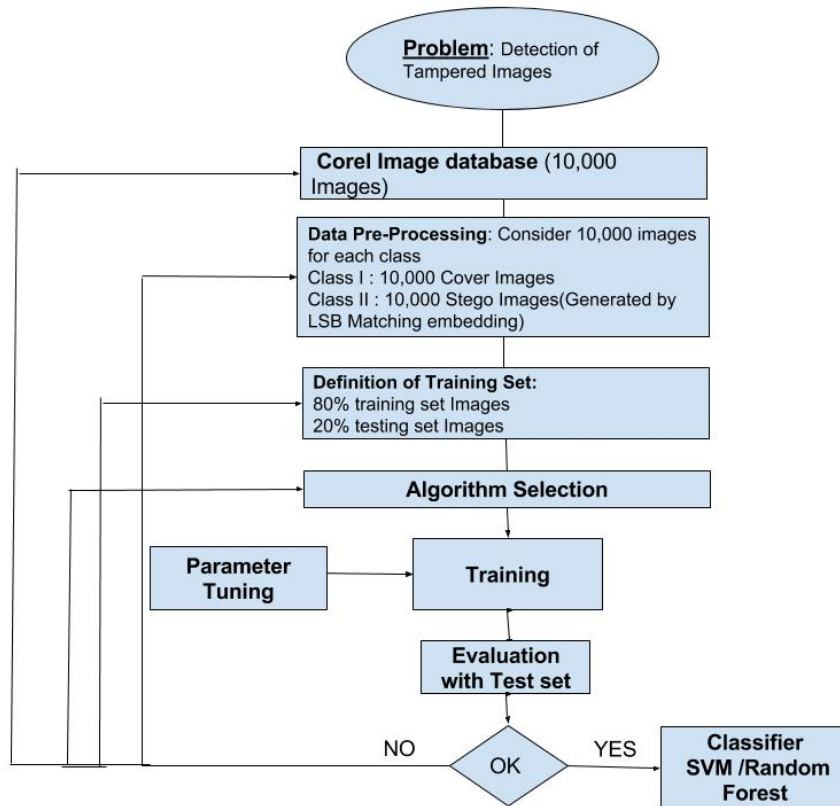 Problem: Detection of
Tampered Images
Corel Image database (10,000
Images)
Data Pre-Processing: Consider 10,000 images
for each class
Class I : 10,000 Cover Images
Class II : 10,000 Stego Images(Generated by
LSB Matching embedding)
Definition of Training Set:
80% training set Images
20% testing set Images
Algorithm Selection
Parameter
Tuning
Training
Evaluation
with Test set
NO
OK
YES
Classifier
SVM /Random
Forest